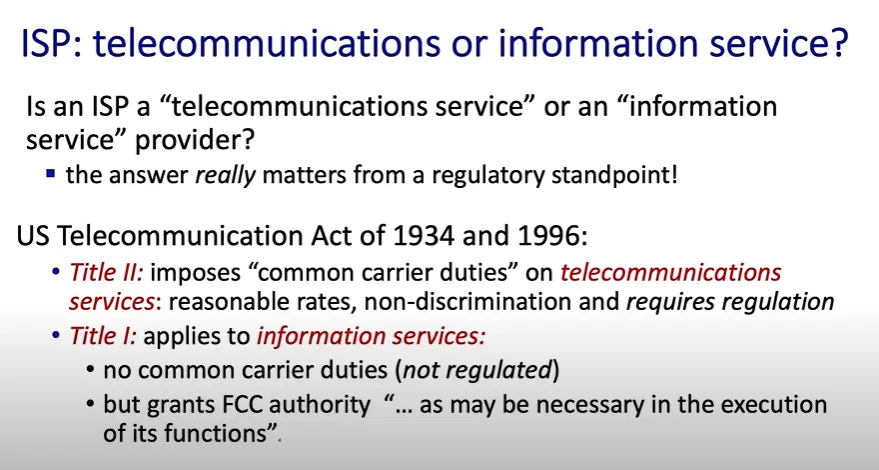 ISP: telecommunications or information service?
Is an ISP a “telecommunications service” or an “information
service” provider?
▪ the answer really matters from a regulatory standpoint!
US Telecommunication Act of 1934 and 1996:
• Title II: imposes “common carrier duties” on telecommunications
services: reasonable rates, non-discrimination and requires regulation
• Title I: applies to information services:
• no common carrier duties (not regulated)
• but grants FCC authority “… as may be necessary in the execution
of its functions”.